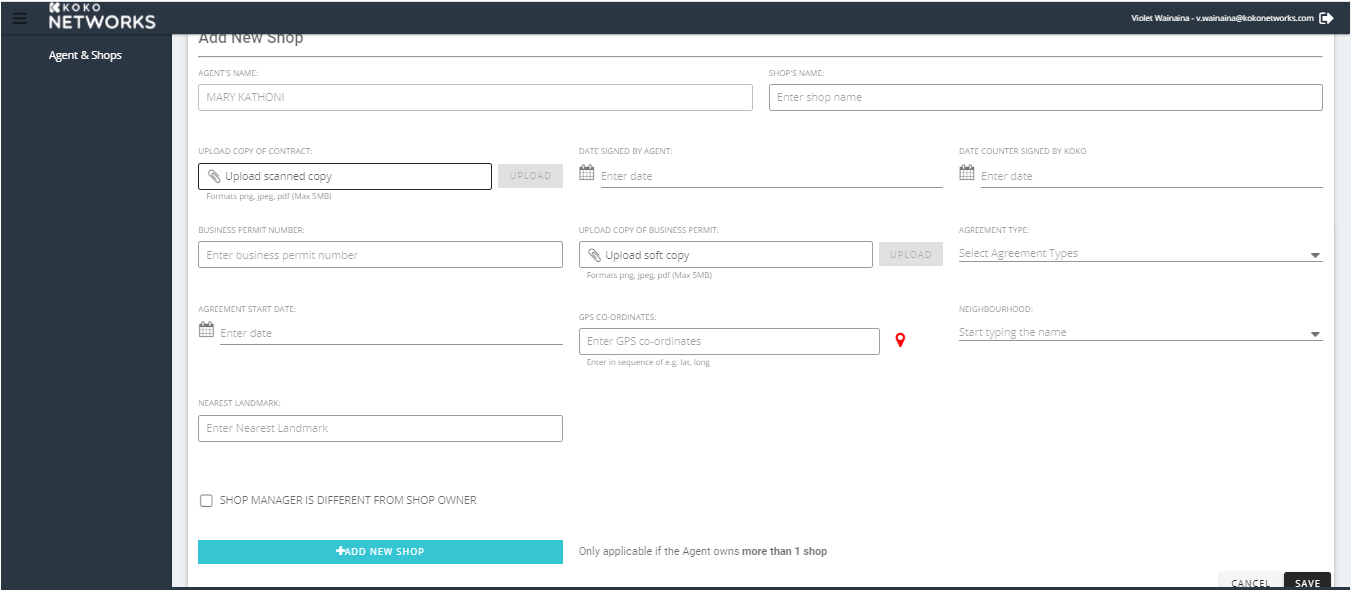 KOKO
NETWORKS
Violet Wainaina - v.wainaina@kokonetworks.com
Agent & Shops
Add New Shop
AGENT'S NAME:
SHOP'S NAME:
MARY KATHONI
Enter shop name
UPLOAD COPY OF CONTRACT:
DATE SIGNED BY AGENT:
DATE COUNTER SIGNED BY KOKO
Upload scanned copy
UPLOAD
Enter date
Enter date
Formats png, jpeg, pdf (Max 5MB)
BUSINESS PERMIT NUMBER:
UPLOAD COPY OF BUSINESS PERMIT:
AGREEMENT TYPE:
Enter business permit number
Upload soft copy
UPLOAD
Select Agreement Types
Formats png, jpeg, pdf (Max 5MB)
AGREEMENT START DATE:
GPS CO-ORDINATES:
NEIGHBOURHOOD:
Enter date
Enter GPS co-ordinates
Start typing the name
Enter in sequence of e.g. lat, long
NEAREST LANDMARK:
Enter Nearest Landmark
SHOP MANAGER IS DIFFERENT FROM SHOP OWNER
ADD NEW SHOP
Only applicable if the Agent owns more than 1 shop
CANCEL
SAVE